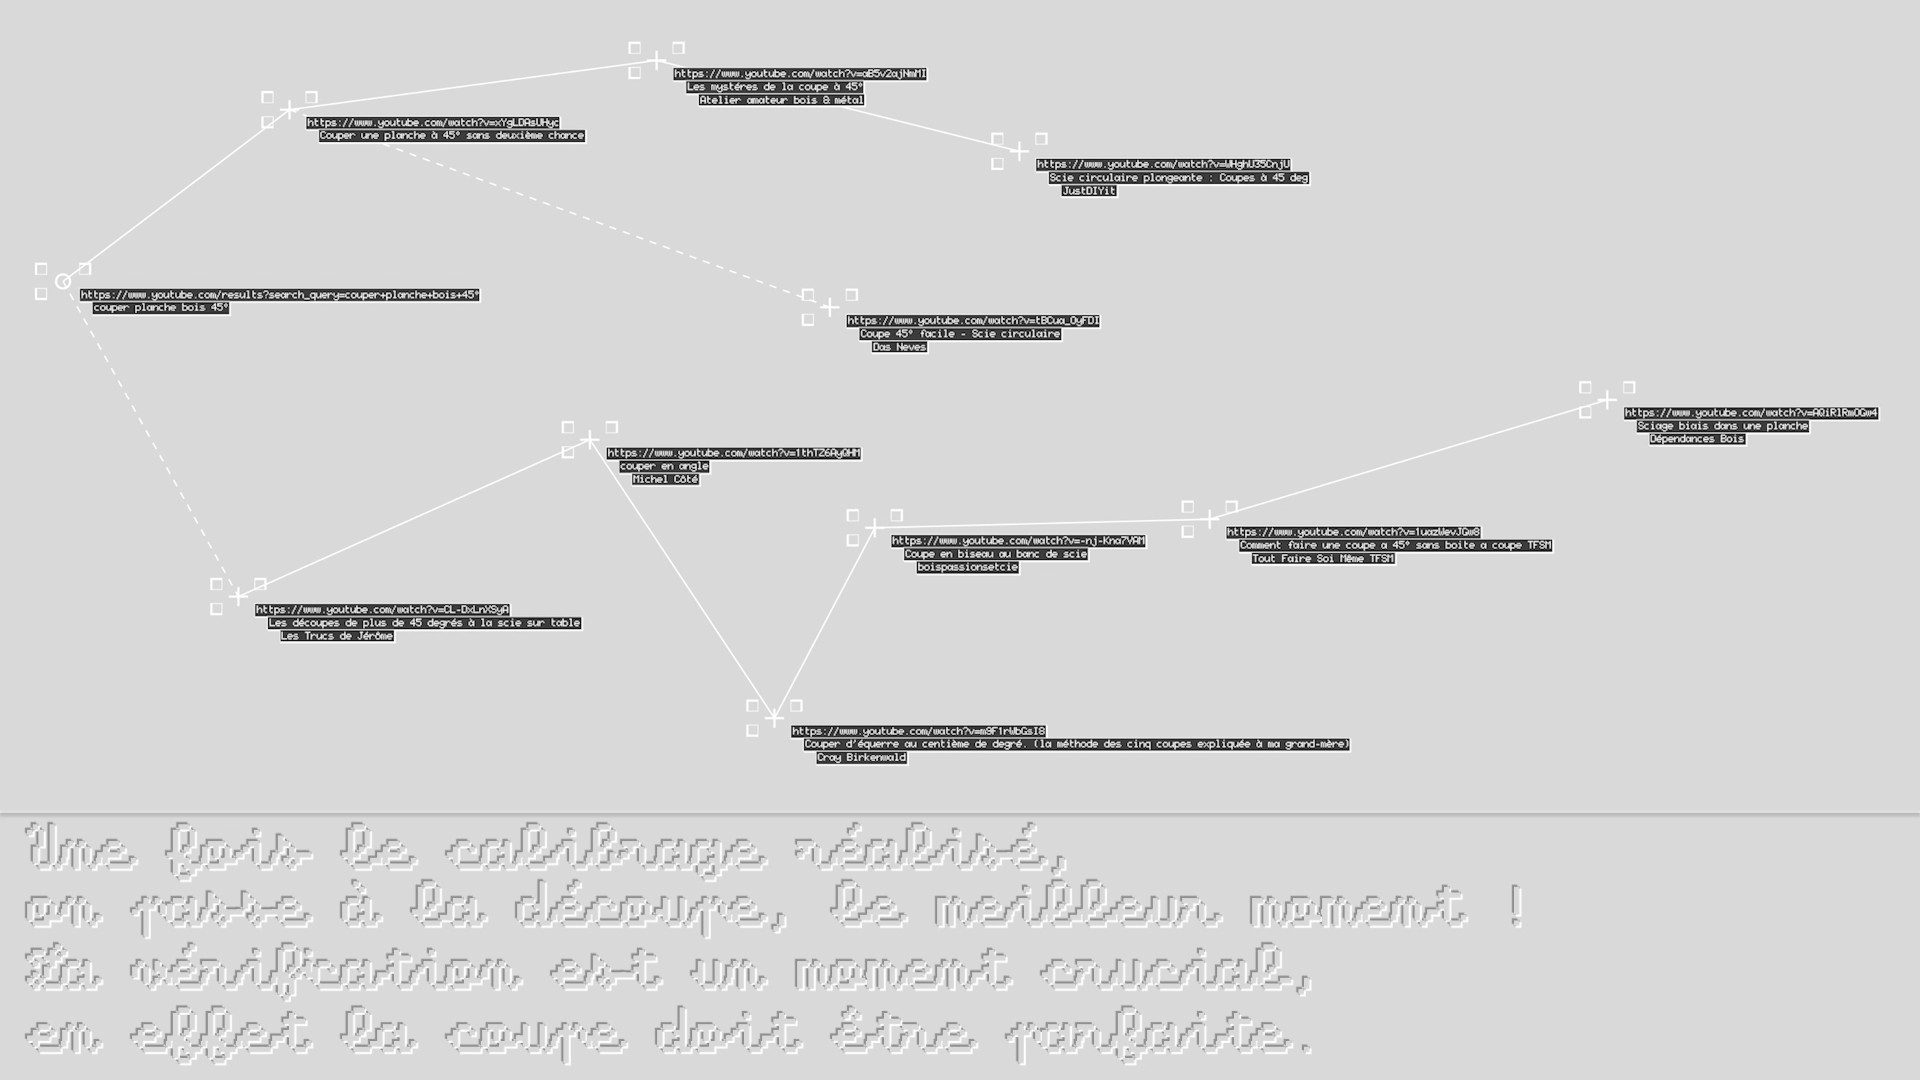 https://www.youtube.com/watch?v=aB5v2ajNmMI
Les mystéres de la coupe à 45°
Atelier amateur bois & métal
https://www.youtube.com/watch?v=xYgLDAsUHyc
Couper une planche à 45° sans deuxième chance
https://www.youtube.com/watch?v=WHghU35CnjU
Scie circulaire plongeante : Coupes à 45 deg
JustDIYit
https://www.youtube.com/results?search_query=couper+planche+bois+45°
couper planche bois 45°
https://www.youtube.com/watch?v=tBCua_OyFDI
Coupe 45° facile - Scie circulaire
Das Neves
https://www.youtube.com/watch?v=AQiRlRmOGw4
Sciage biais dans une planche
Dépendances Bois
https://www.youtube.com/watch?v=1thTZ6AyQHM
couper en angle
Michel Côté
https://www.youtube.com/watch?v=-nj-Kna7YAM
Coupe en biseau au banc de scie
boispassionsetcie
https://www.youtube.com/watch?v=1uazWevJGw8
Comment faire une coupe a 45° sans boite a coupe TFSM
Tout Faire Soi Même TFSM
https://www.youtube.com/watch?v=CL-DxLnXSyA
Les découpes de plus de 45 degrés à la scie sur table
Les Trucs de Jérôme
https://www.youtube.com/watch?v=m9F1rWbGsI8
Couper d'équerre au centième de degré. (la méthode des cinq coupes expliquée à ma grand-mère)
Cray Birkenwald
Une fois le calibrage réalisé,
on passe à la découpe, le meilleur moment !
La vérification est un moment crucial,
en effet la coupe doit être parfaite.